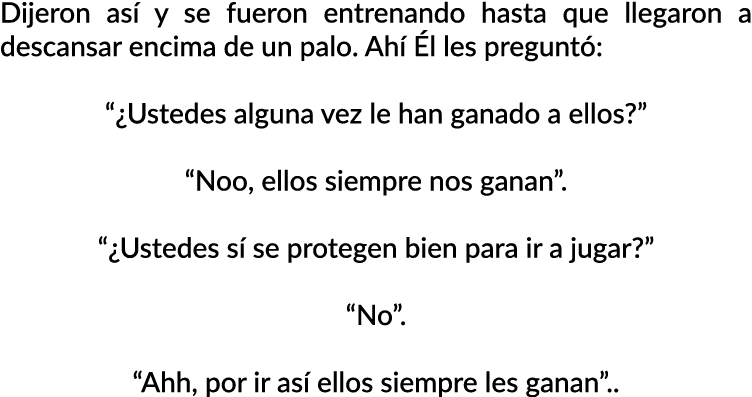 Dijeron así y se fueron entrenando hasta que llegaron a
descansar encima de un palo. Ahí Él les preguntó:
“¿Ustedes alguna vez le han ganado a ellos?”
“Noo, ellos siempre nos ganan”.
“¿Ustedes sí se protegen bien para ir a jugar?”
“No”.
“Ahh, por ir así ellos siempre les ganan”..